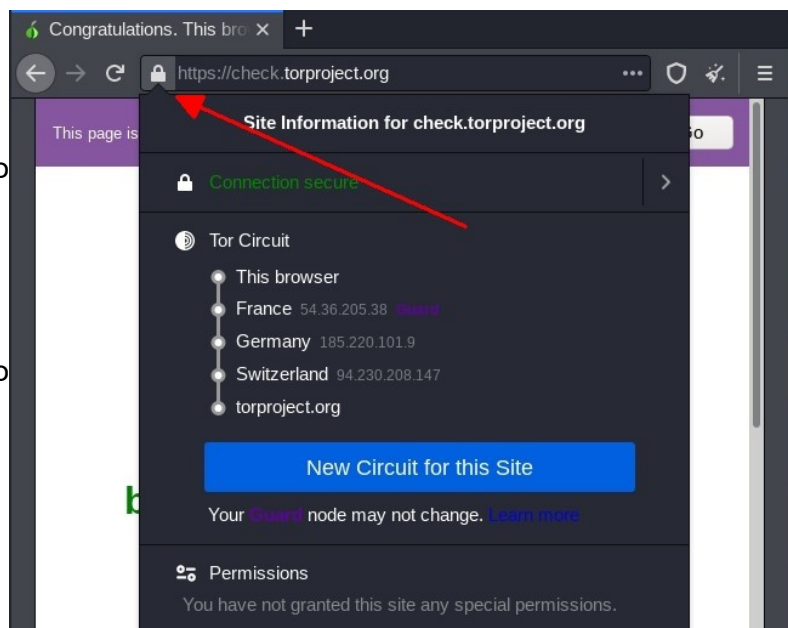 Congratulations. This bro
https://check.torproject.org
This page is
Site Information for check.torproject.org
Connection secure
Tor Circuit
This browser
France 54.36.205.38 Guard
Germany 185.220.101.9
Switzerland 94.230.208.147
torproject.org
New Circuit for this Site
Your Guard node may not change. Learn more
Permissions
You have not granted this site any special permissions.